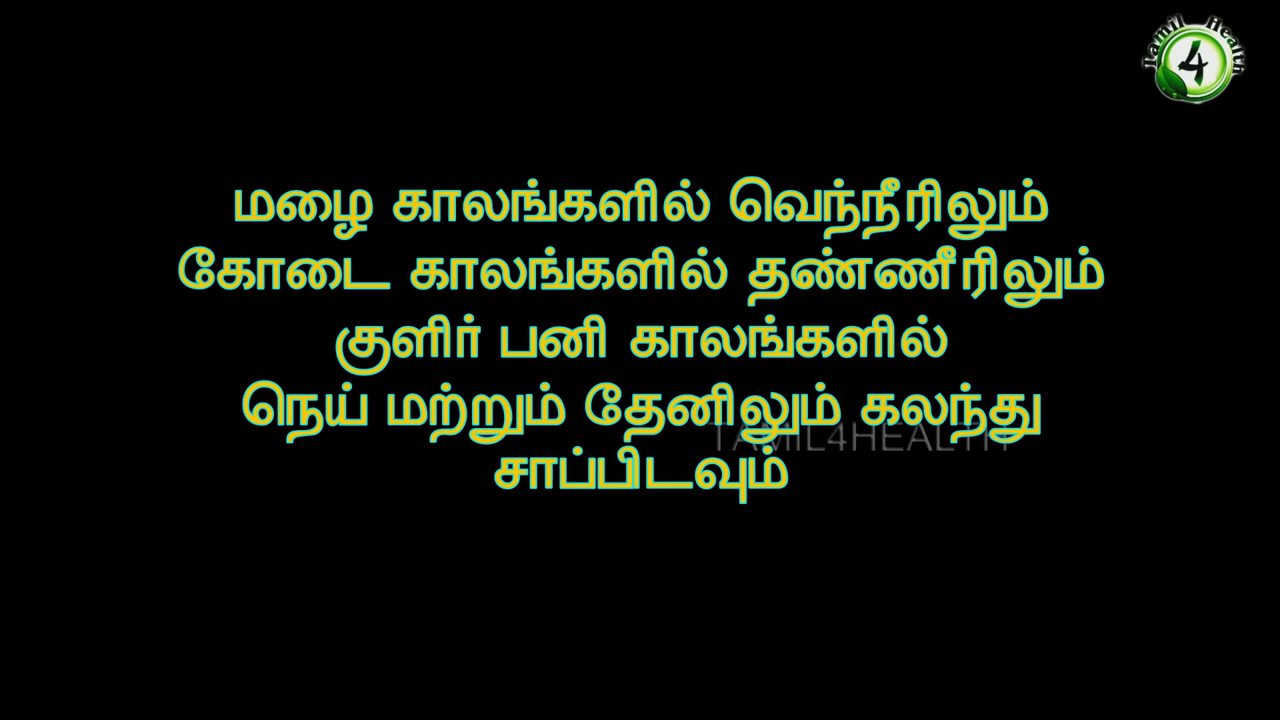 Tamil Health
4
மழை காலங்களில் வெந்நீரிலும்
கோடை காலங்களில் தண்ணீரிலும்
குளிர் பனி காலங்களில்
நெய் மற்றும் தேனிலும் கலந்து
TAMIL4HEALTH
சாப்பிடவும்